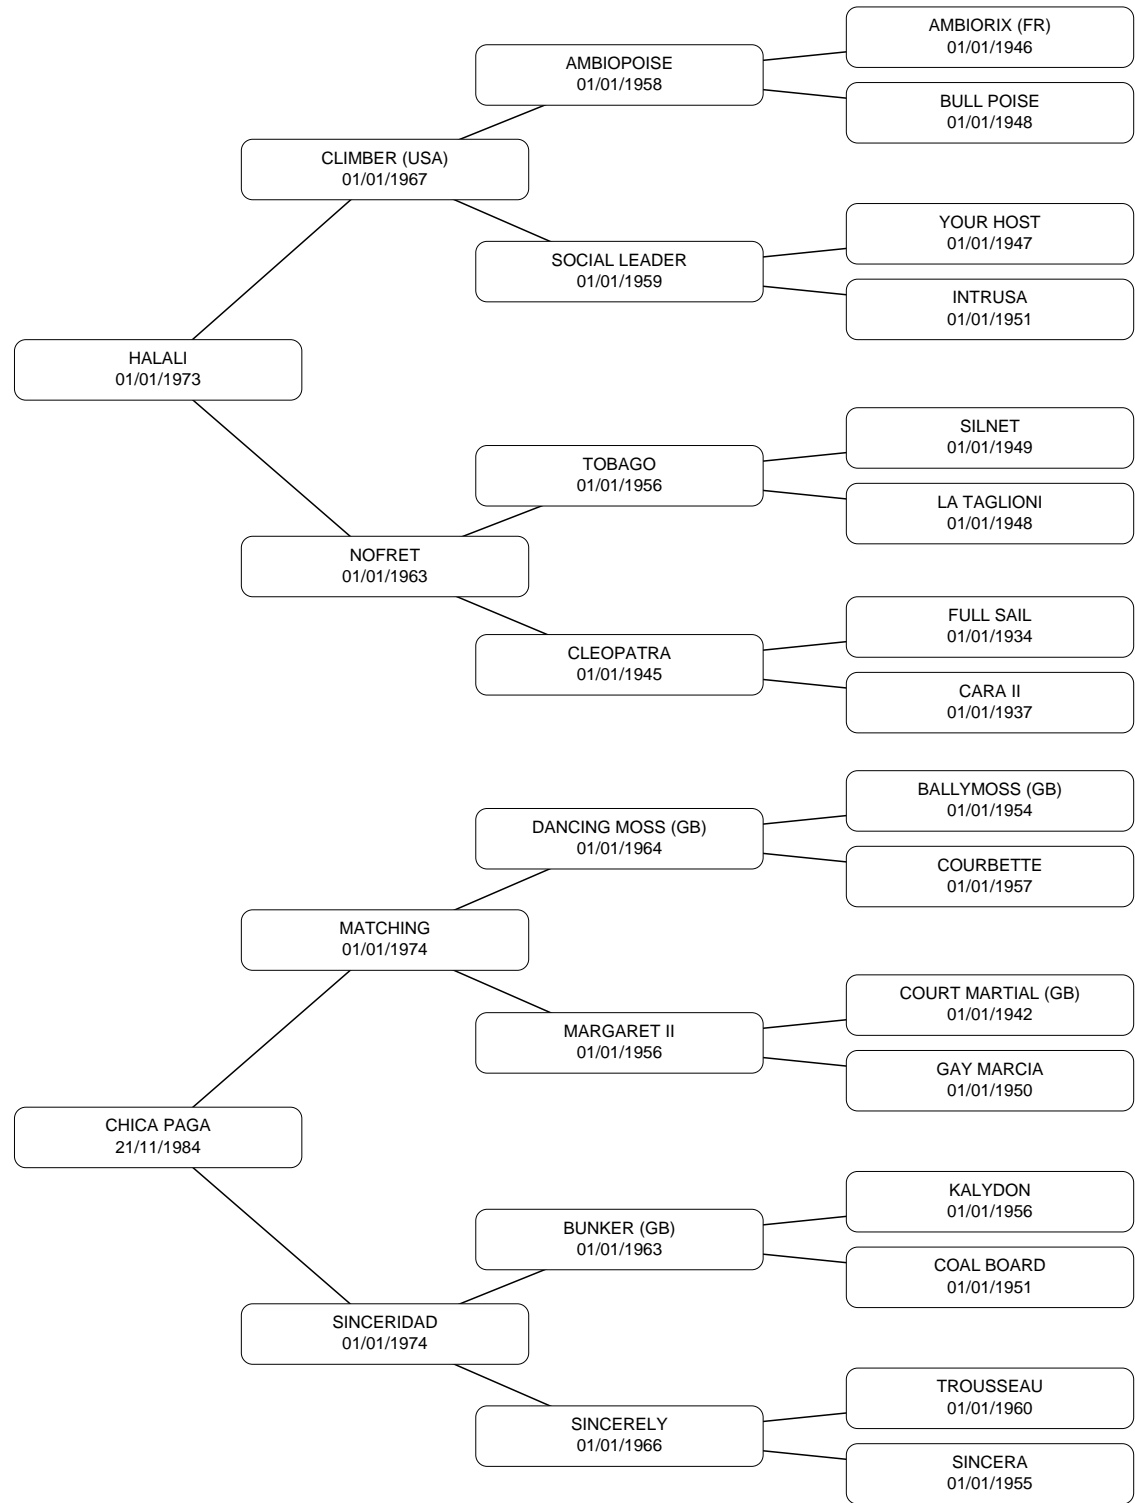 AMBIORIX (FR)
01/01/1946
AMBIOPOISE
01/01/1958
BULL POISE
01/01/1948
CLIMBER (USA)
01/01/1967
YOUR HOST
01/01/1947
SOCIAL LEADER
01/01/1959
INTRUSA
01/01/1951
HALALI
01/01/1973
SILNET
01/01/1949
TOBAGO
01/01/1956
LA TAGLIONI
01/01/1948
NOFRET
01/01/1963
FULL SAIL
01/01/1934
CLEOPATRA
01/01/1945
CARA II
01/01/1937
BALLYMOSS (GB)
01/01/1954
DANCING MOSS (GB)
01/01/1964
COURBETTE
01/01/1957
MATCHING
01/01/1974
COURT MARTIAL (GB)
01/01/1942
MARGARET II
01/01/1956
GAY MARCIA
01/01/1950
CHICA PAGA
21/11/1984
KALYDON
01/01/1956
BUNKER (GB)
01/01/1963
COAL BOARD
01/01/1951
SINCERIDAD
01/01/1974
TROUSSEAU
01/01/1960
SINCERELY
01/01/1966
SINCERA
01/01/1955